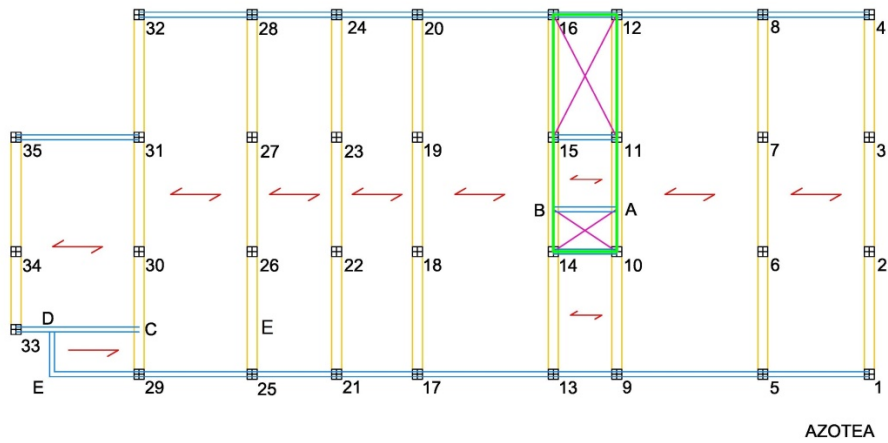 32 28 24 20 16 12 8 4
35 31 27 23 19 15 11 7 3
B A
34 30 26 22 18 14 10 6 2
D C E
33
E 29 25 21 17 13 9 5 1
AZOTEA